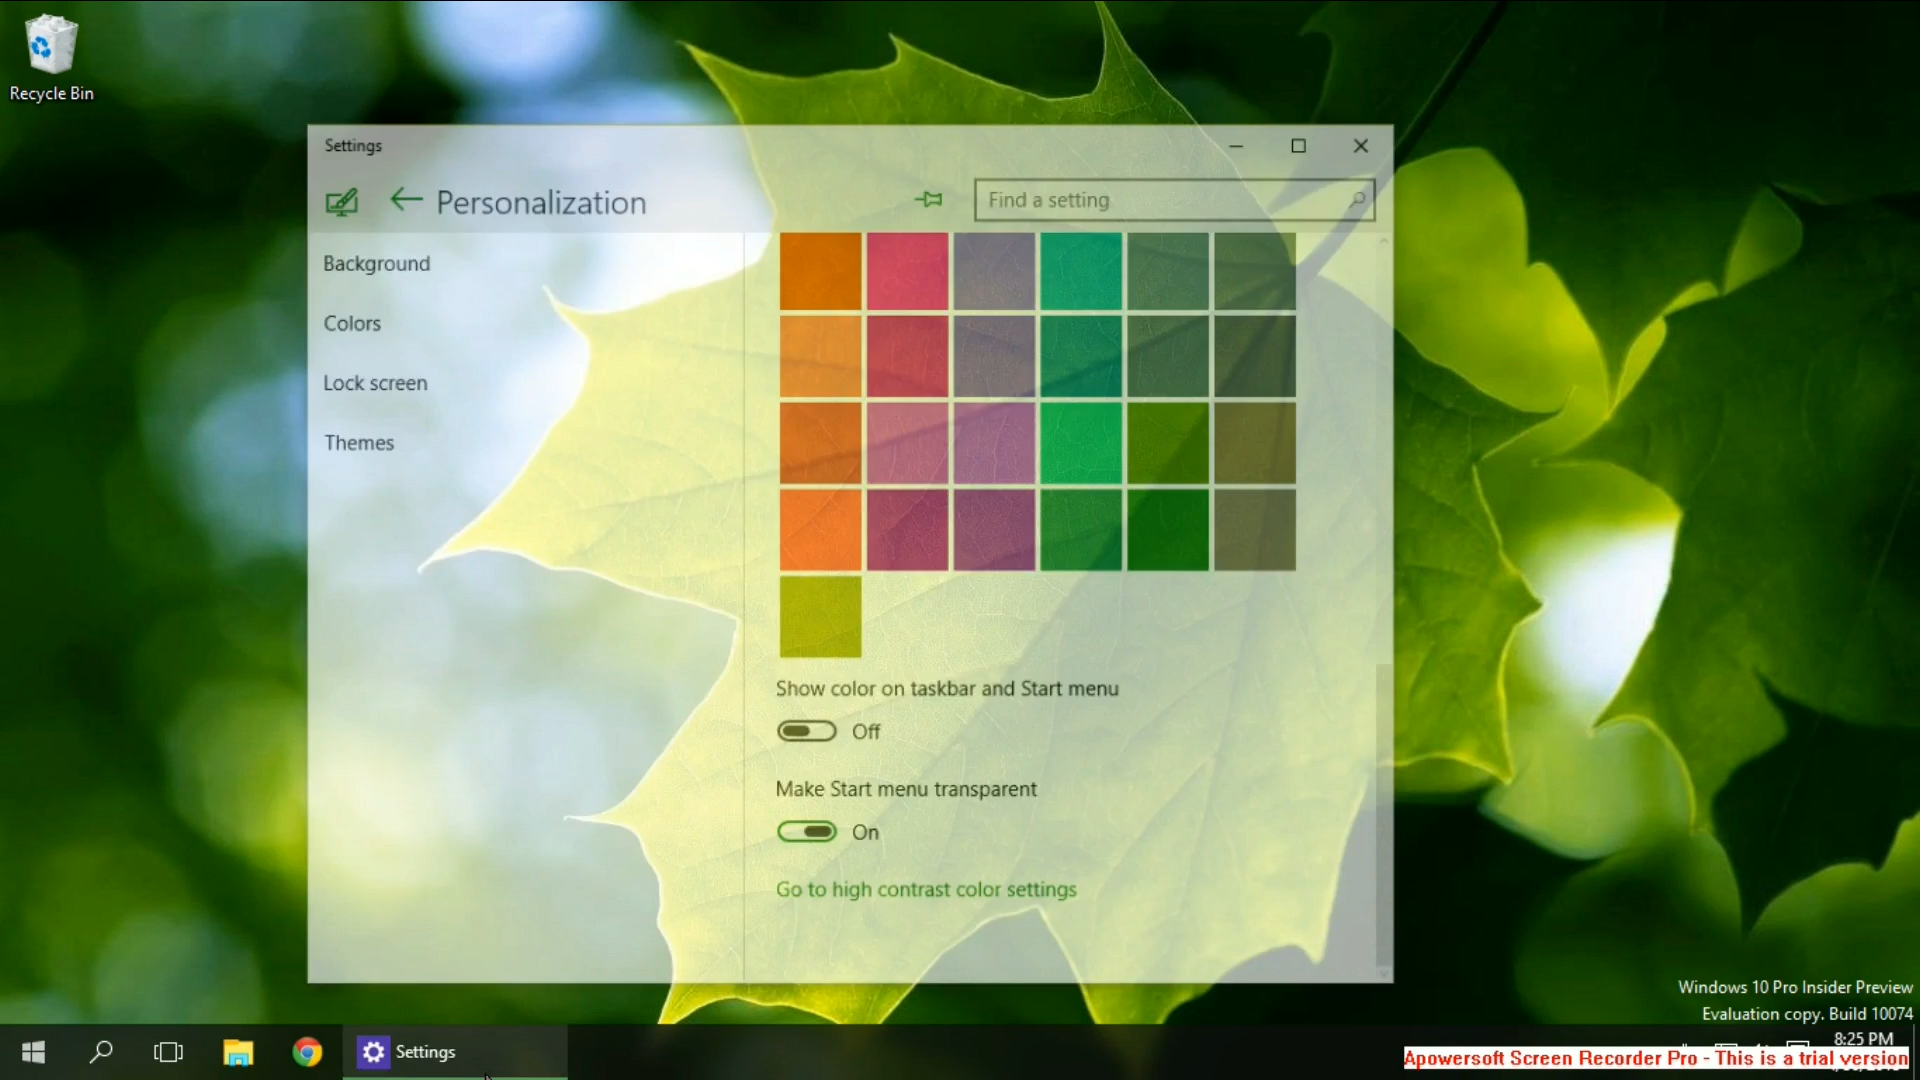 Recycle Bin
Settings
Personalization
Find a setting
Background
Colors
Lock screen
Themes
Show color on taskbar and Start menu
Off
Make Start menu transparent
On
Go to high contrast color settings
Windows 10 Pro Insider Preview
Evaluation copy. Build 10074
Settings
8:25 PM
Apowersoft Screen Recorder Pro - This is a trial version